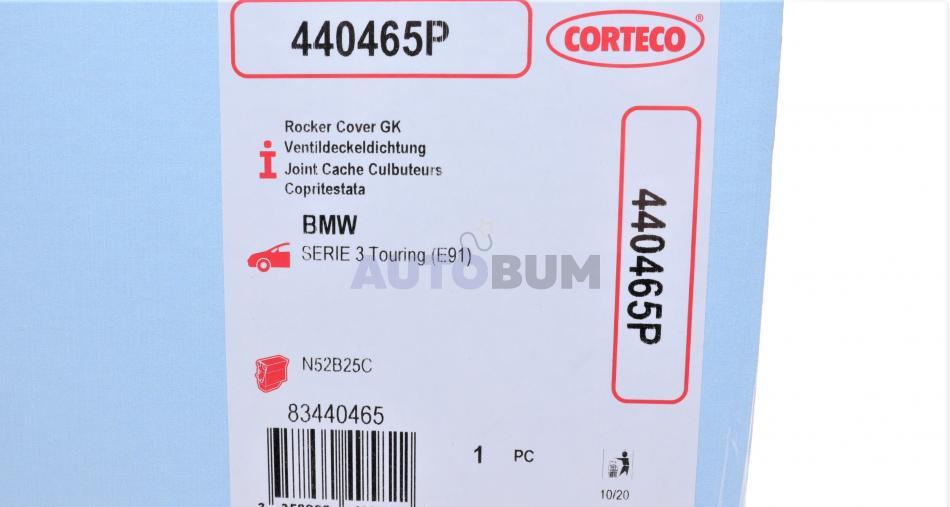 440465P
CORTECO®
Rocker Cover GK
Ventildeckeldichtung
Joint Cache Culbuteurs
Copritestata
BMW
SERIE 3 Touring (E91)
AUTOBUM
440465P
N52B25C
83440465
1 PC
10/20